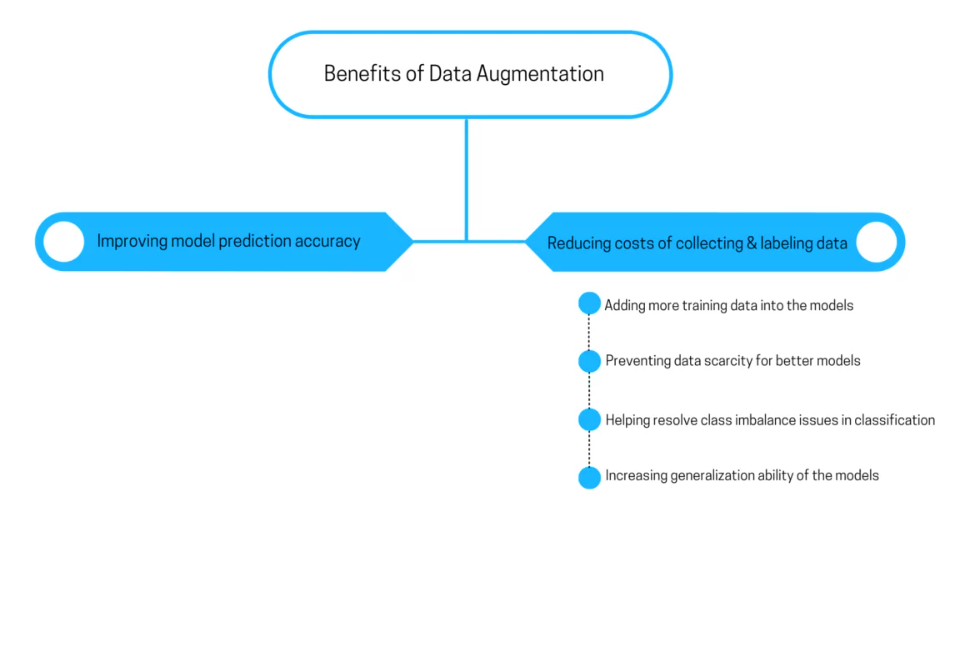 Benefits of Data Augmentation
Improving model prediction accuracy
Reducing costs of collecting & labeling data
Adding more training data into the models
Preventing data scarcity for better models
Helping resolve class imbalance issues in classification
Increasing generalization ability of the models